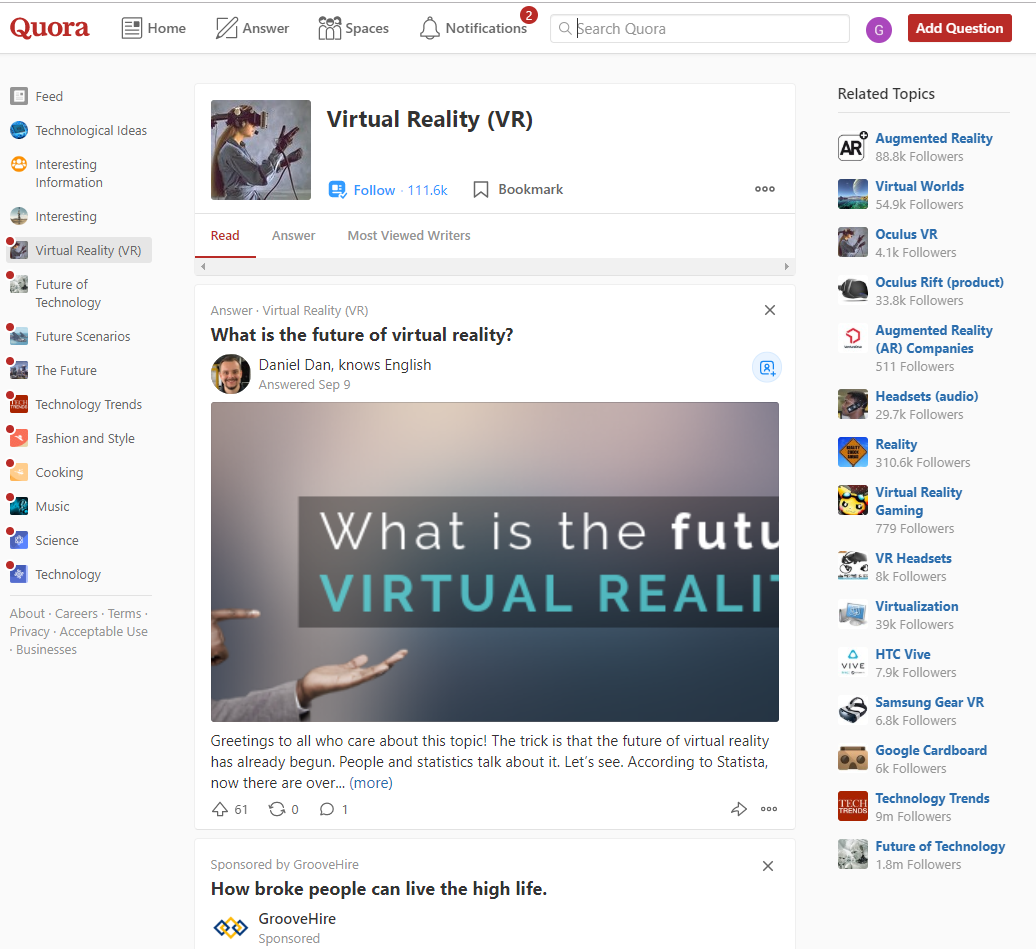 Quora
Home
Answer
Spaces
Notifications
2
Search Quora
G
Add Question
Feed
Technological Ideas
Interesting
Information
Interesting
Virtual Reality (VR)
Future of
Technology
Future Scenarios
The Future
Technology Trends
Fashion and Style
Cooking
Music
Science
Technology
About · Careers · Terms ·
Privacy · Acceptable Use
· Businesses
Virtual Reality (VR)
Follow · 111.6k
Bookmark
Read
Answer
Most Viewed Writers
Answer · Virtual Reality (VR)
What is the future of virtual reality?
Daniel Dan, knows English
Answered Sep 9
What is the futu
VIRTUAL REALIT
Greetings to all who care about this topic! The trick is that the future of virtual reality
has already begun. People and statistics talk about it. Let’s see. According to Statista,
now there are over... (more)
61
0
1
Sponsored by GrooveHire
How broke people can live the high life.
GrooveHire
Sponsored
Related Topics
AR
Augmented Reality
88.8k Followers
Virtual Worlds
54.9k Followers
Oculus VR
4.1k Followers
Oculus Rift (product)
33.8k Followers
Augmented Reality
(AR) Companies
511 Followers
Headsets (audio)
29.7k Followers
Reality
310.6k Followers
Virtual Reality
Gaming
779 Followers
VR Headsets
8k Followers
Virtualization
39k Followers
VIVE
HTC Vive
7.9k Followers
Samsung Gear VR
6.8k Followers
Google Cardboard
6k Followers
TECH
TRENDS
Technology Trends
9m Followers
Future of Technology
1.8m Followers